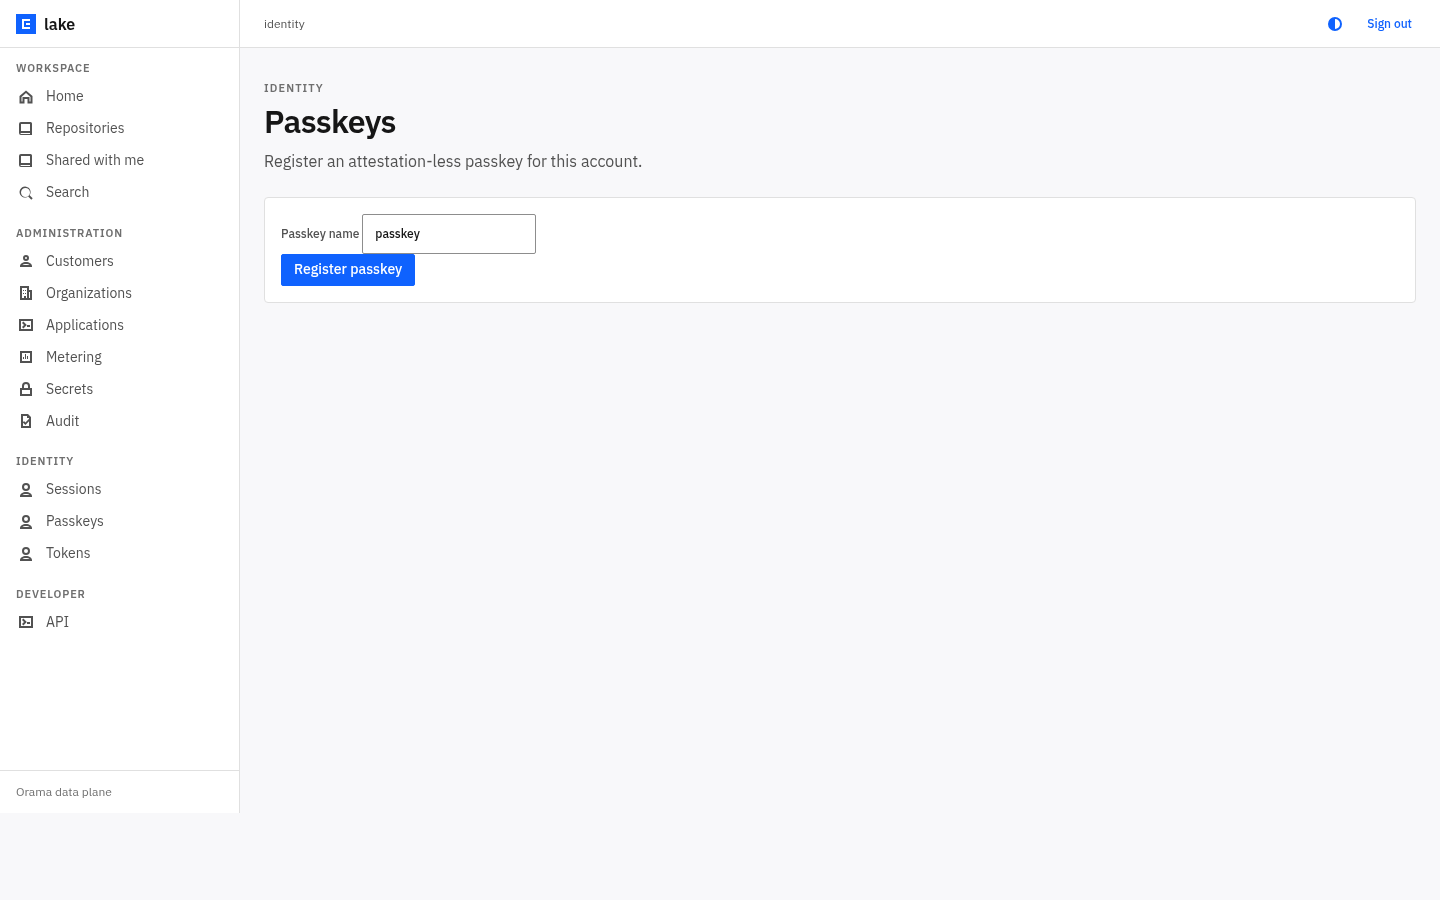 lake
identity
Sign out
WORKSPACE
Home
Repositories
Shared with me
Search
ADMINISTRATION
Customers
Organizations
Applications
Metering
Secrets
Audit
IDENTITY
Sessions
Passkeys
Tokens
DEVELOPER
API
Orama data plane
IDENTITY
Passkeys
Register an attestation-less passkey for this account.
Passkey name passkey
Register passkey